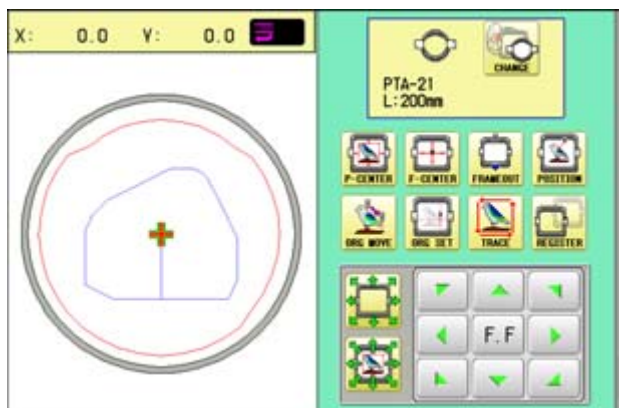 X: 0.0 Y: 0.0
PTA-21
L:200mm
CHANGE
P-CENTER F-CENTER FRAMEOUT POSITION
ORG MOVE ORG SET TRACE REGISTER
F.F